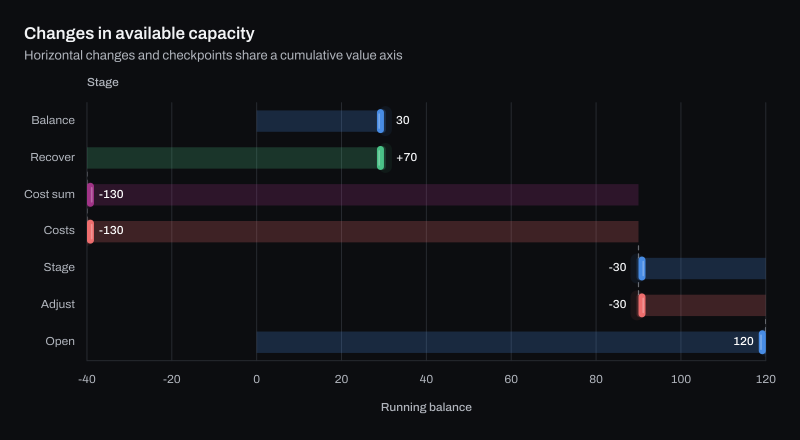 Changes in available capacity
Horizontal changes and checkpoints share a cumulative value axis
Stage
Balance 30
Recover +70
Cost sum -130
Costs -130
Stage -30
Adjust -30
Open 120
-40 -20 0 20 40 60 80 100 120
Running balance